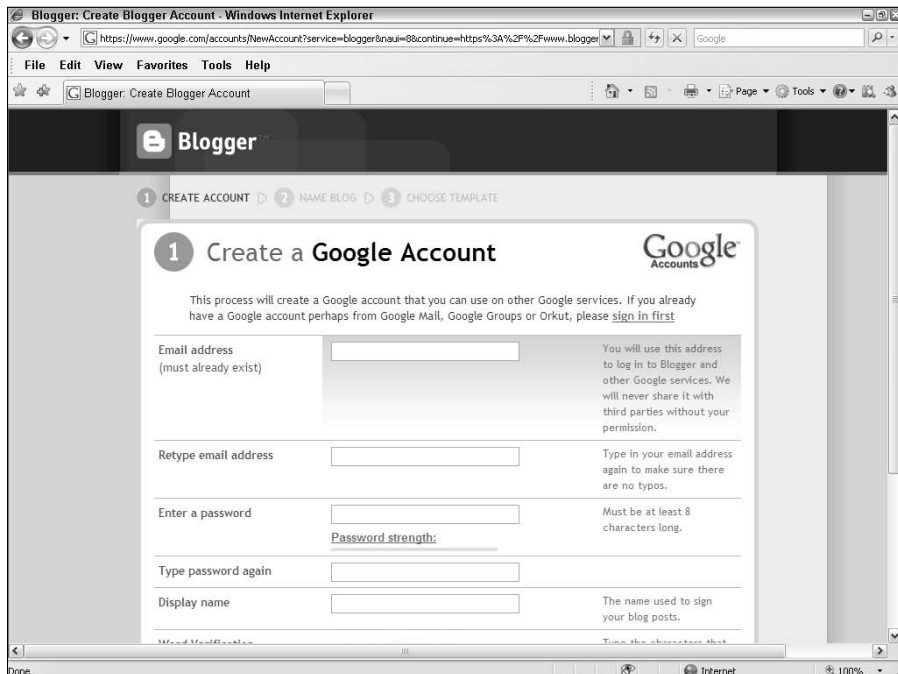 Blogger: Create Blogger Account - Windows Internet Explorer
https://www.google.com/accounts/NewAccount?service=blogger&naui=8&continue=https%3A%2F%2Fwww.blogger
Google
File Edit View Favorites Tools Help
Blogger: Create Blogger Account
Page Tools
Blogger™
1 CREATE ACCOUNT 2 NAME BLOG 3 CHOOSE TEMPLATE
1 Create a Google Account
Google
Accounts
This process will create a Google account that you can use on other Google services. If you already
have a Google account perhaps from Google Mail, Google Groups or Orkut, please sign in first
Email address
(must already exist)
You will use this address
to log in to Blogger and
other Google services. We
will never share it with
third parties without your
permission.
Retype email address
Type in your email address
again to make sure there
are no typos.
Enter a password
Must be at least 8
characters long.
Password strength:
Type password again
Display name
The name used to sign
your blog posts.
Word Verification
Type the characters that
Done
Internet
100%